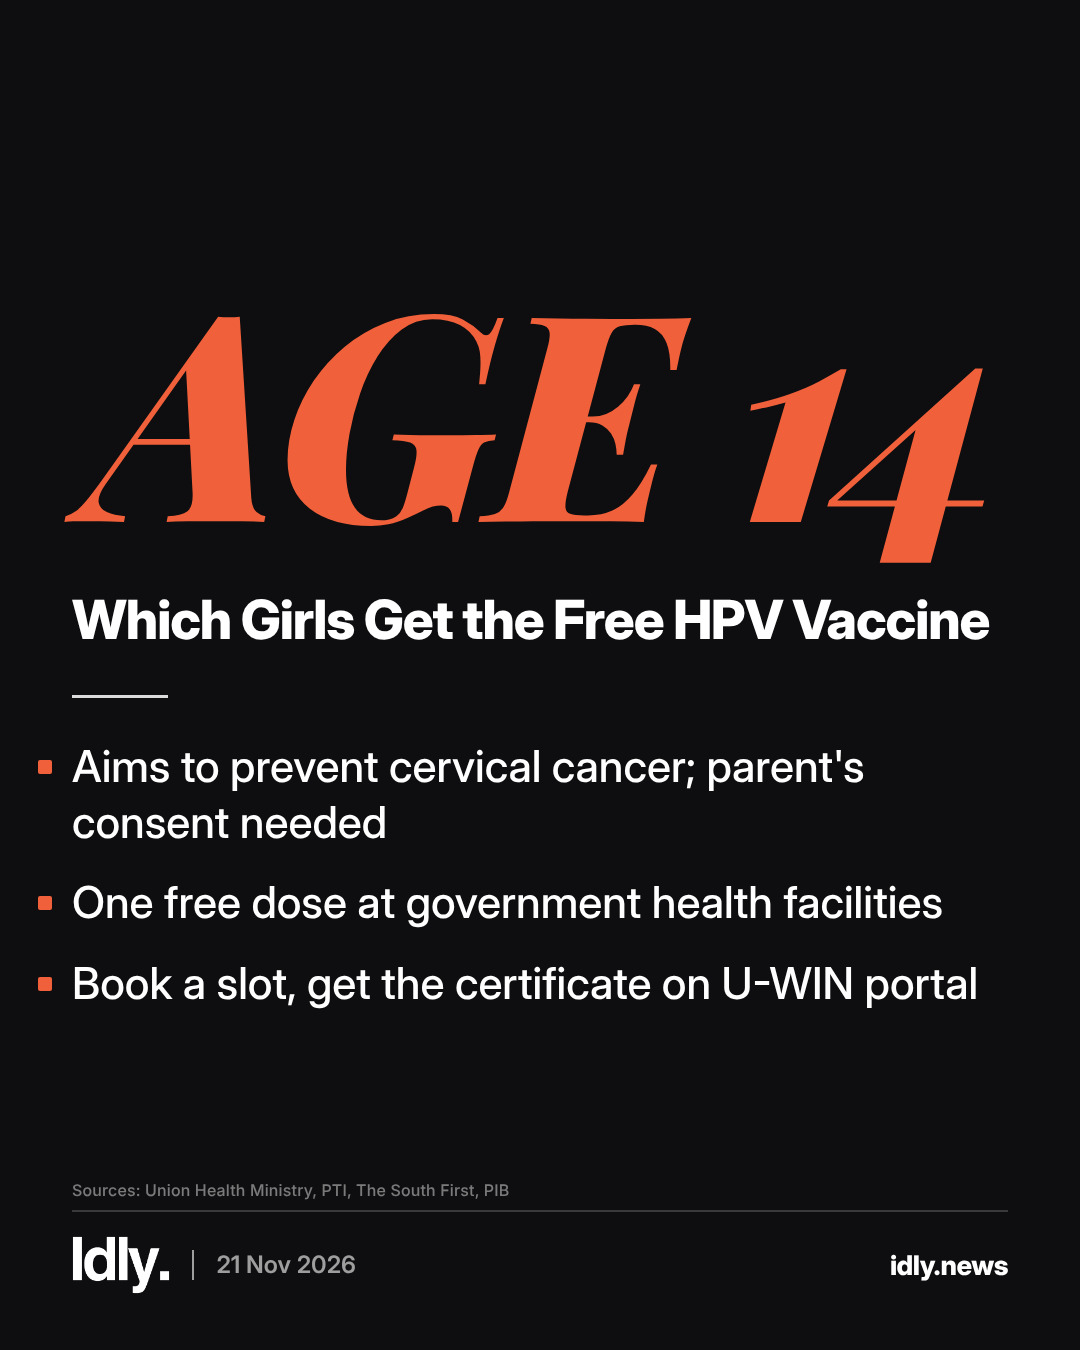 AGE 14
Which Girls Get the Free HPV Vaccine
Aims to prevent cervical cancer; parent's
consent needed
One free dose at government health facilities
Book a slot, get the certificate on U-WIN portal
Sources: Union Health Ministry, PTI, The South First, PIB
Idly. | 21 Nov 2026
idly.news